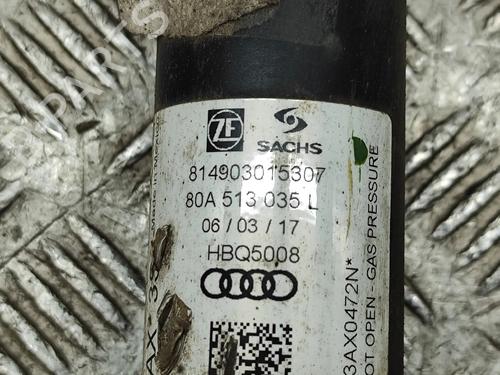 ZF
SACHS
814903015307
80A 513 035 L
06 / 03 / 17
HBQ5008
3AX0472N*
OT OPEN - GAS PRESSURE